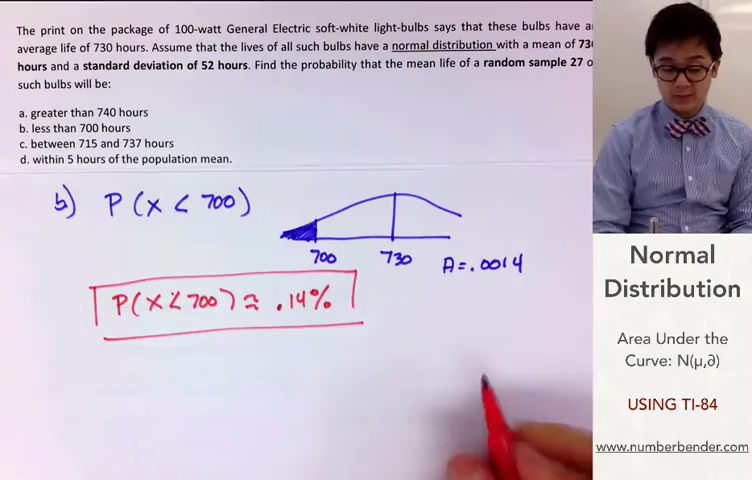 The print on the package of 100-watt General Electric soft-white light-bulbs says that these bulbs have a
average life of 730 hours. Assume that the lives of all such bulbs have a normal distribution with a mean of 73
hours and a standard deviation of 52 hours. Find the probability that the mean life of a random sample 27 o
such bulbs will be:
a. greater than 740 hours
b. less than 700 hours
c. between 715 and 737 hours
d. within 5 hours of the population mean.
b) P(x < 700)
700 730 A=.0014
P(x < 700) ≈ .14%
Normal
Distribution
Area Under the
Curve: N(μ,∂)
USING TI-84
www.numberbender.com